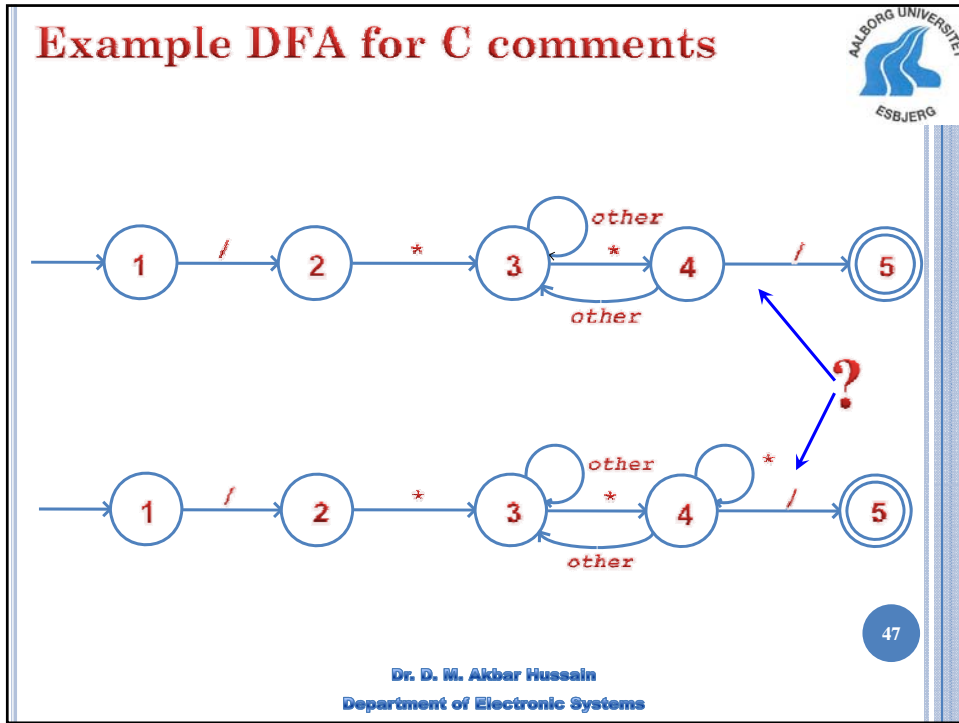 Example DFA for C comments
AALBORG UNIVERSITET
ESBJERG
other
1 / 2 * 3 * 4 / 5
other
?
other *
1 / 2 * 3 * 4 / 5
other
47
Dr. D. M. Akbar Hussain
Department of Electronic Systems